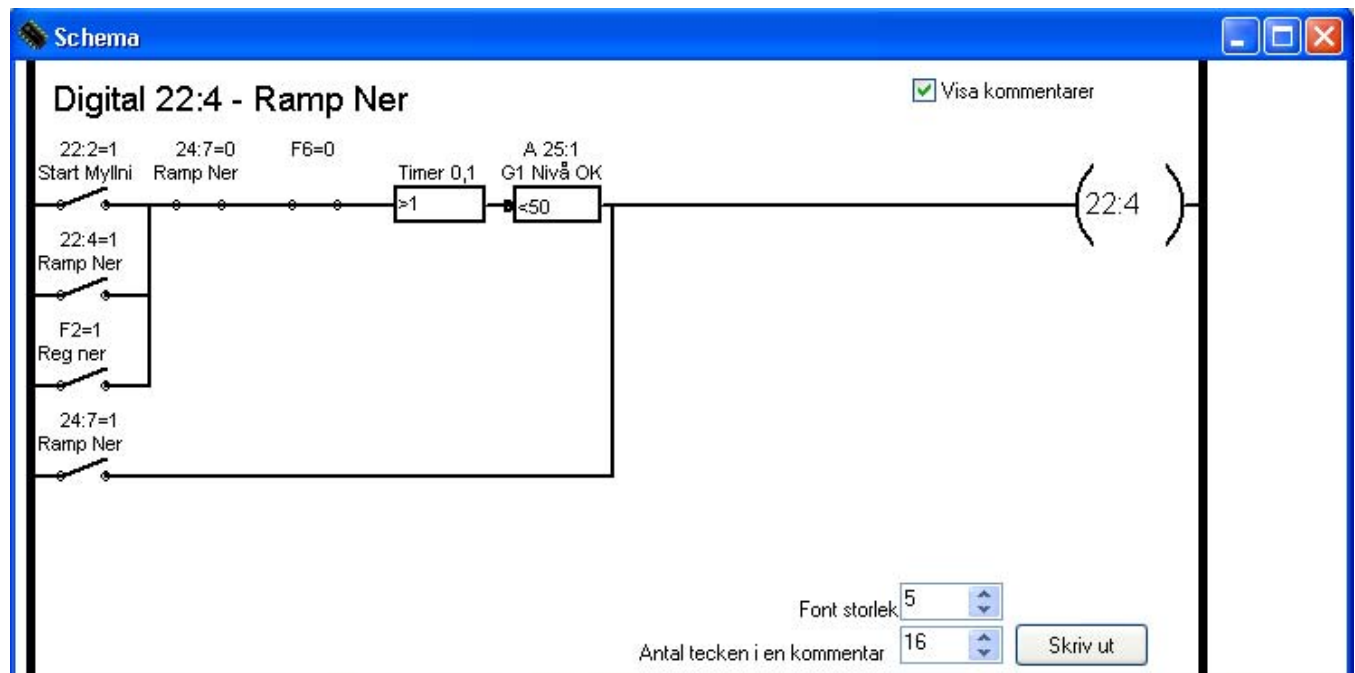 Schema
Digital 22:4 - Ramp Ner
Visa kommentarer
22:2=1
Start Myllni
24:7=0
Ramp Ner
F6=0
Timer 0,1
>1
A 25:1
G1 Nivå OK
<50
22:4
22:4=1
Ramp Ner
F2=1
Reg ner
24:7=1
Ramp Ner
Font storlek
5
Antal tecken i en kommentar
16
Skriv ut